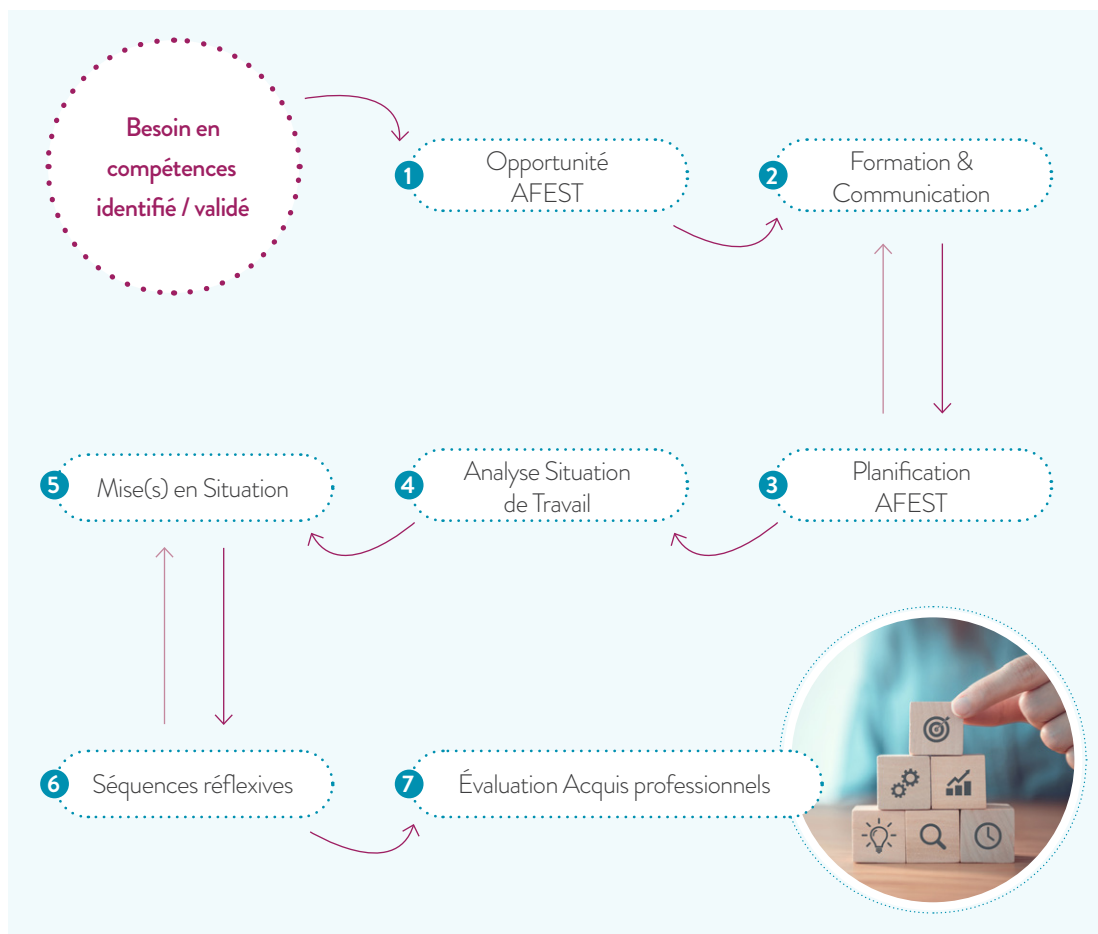 Besoin en
compétences
identifié / validé
1
Opportunité
AFEST
2
Formation &
Communication
3
Planification
AFEST
4
Analyse Situation
de Travail
5
Mise(s) en Situation
6
Séquences réflexives
7
Évaluation Acquis professionnels